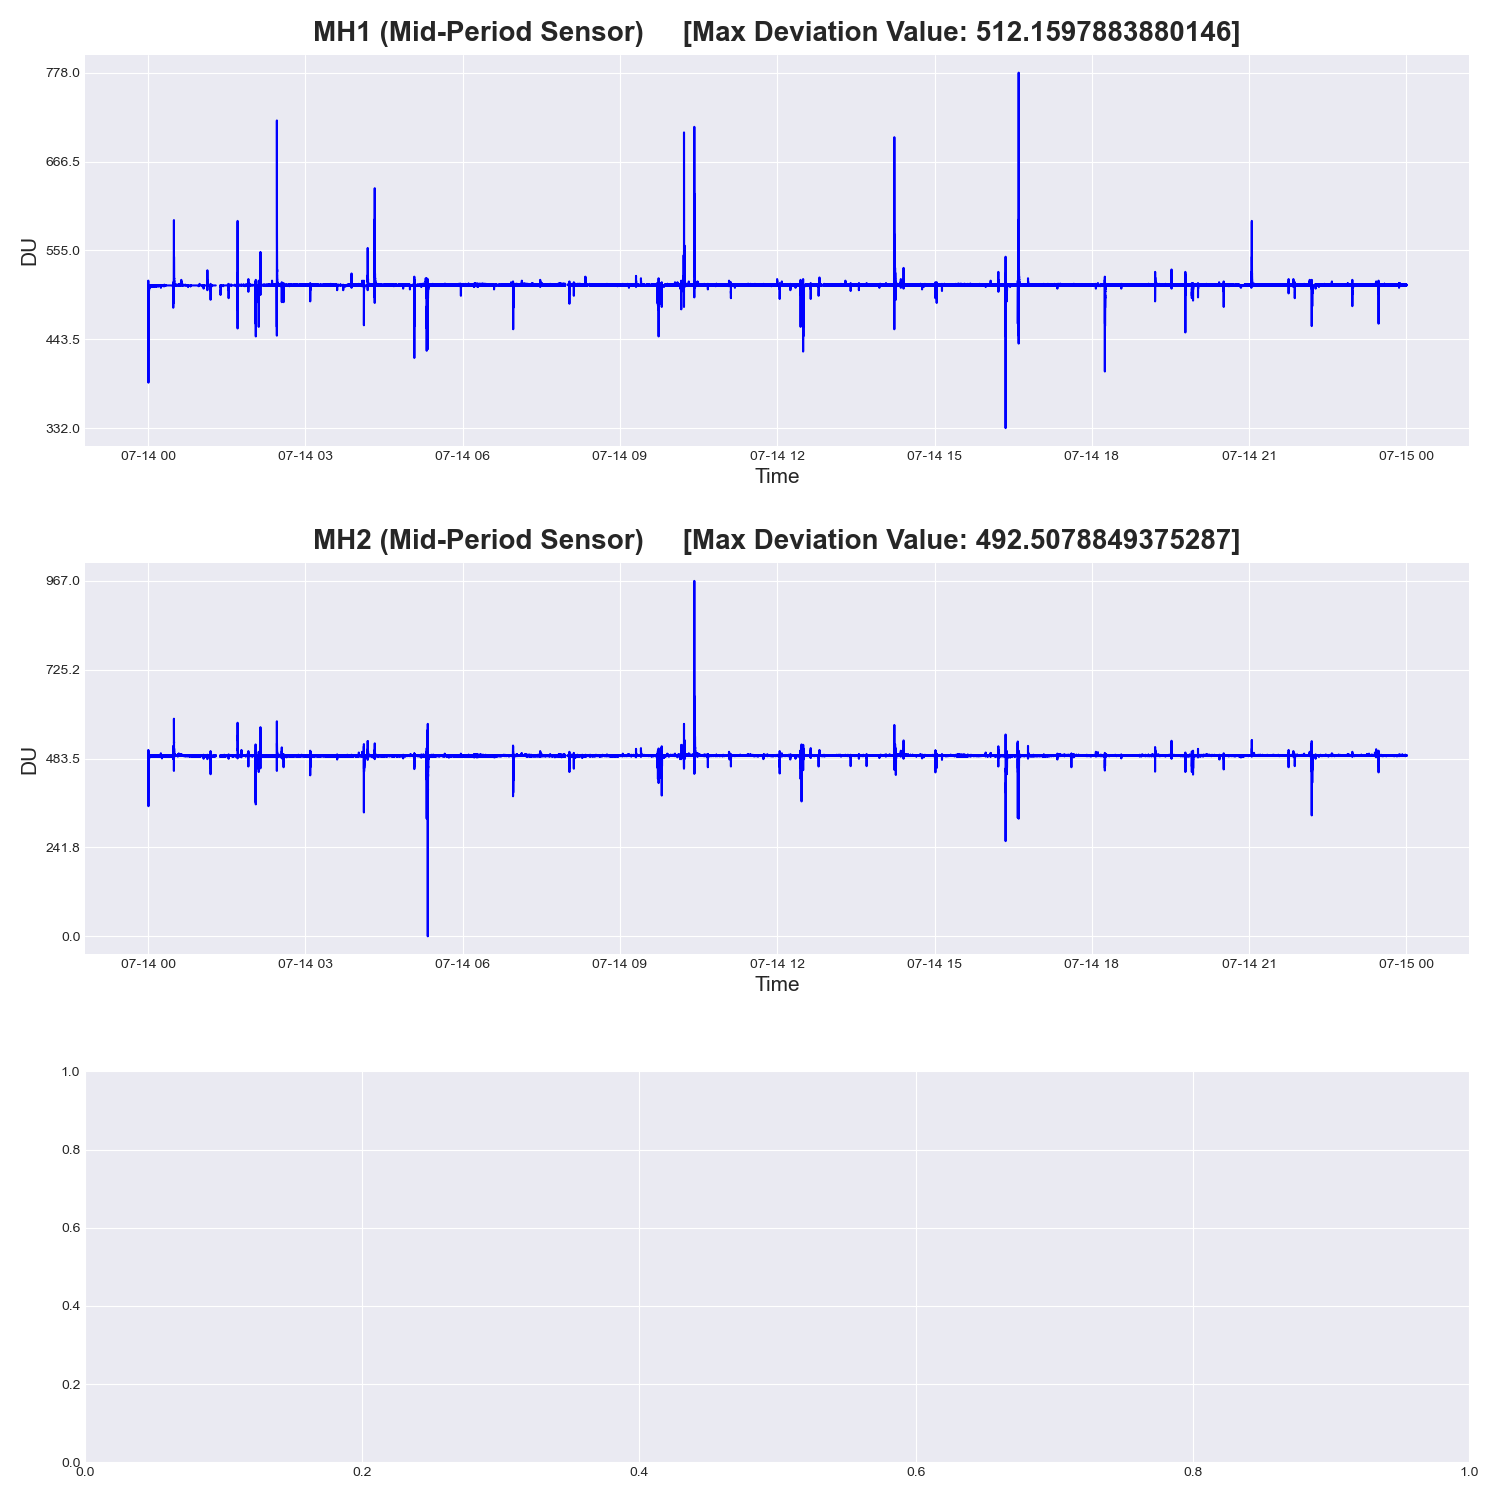 MH1 (Mid-Period Sensor) [Max Deviation Value: 512.1597883880146]
778.0
666.5
555.0
443.5
332.0
DU
07-14 00 07-14 03 07-14 06 07-14 09 07-14 12 07-14 15 07-14 18 07-14 21 07-15 00
Time
MH2 (Mid-Period Sensor) [Max Deviation Value: 492.5078849375287]
967.0
725.2
483.5
241.8
0.0
DU
07-14 00 07-14 03 07-14 06 07-14 09 07-14 12 07-14 15 07-14 18 07-14 21 07-15 00
Time
1.0
0.8
0.6
0.4
0.2
0.0
0.0 0.2 0.4 0.6 0.8 1.0